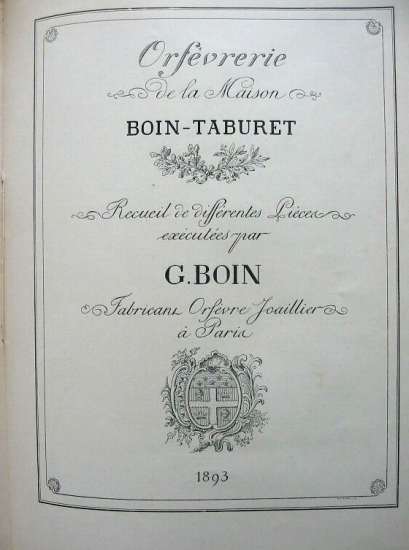 Orfèvrerie
de la Maison
BOIN-TABURET
Recueil de différentes Pièces
exécutées par
G. BOIN
Fabricant Orfèvre Joaillier
à Paris
1893